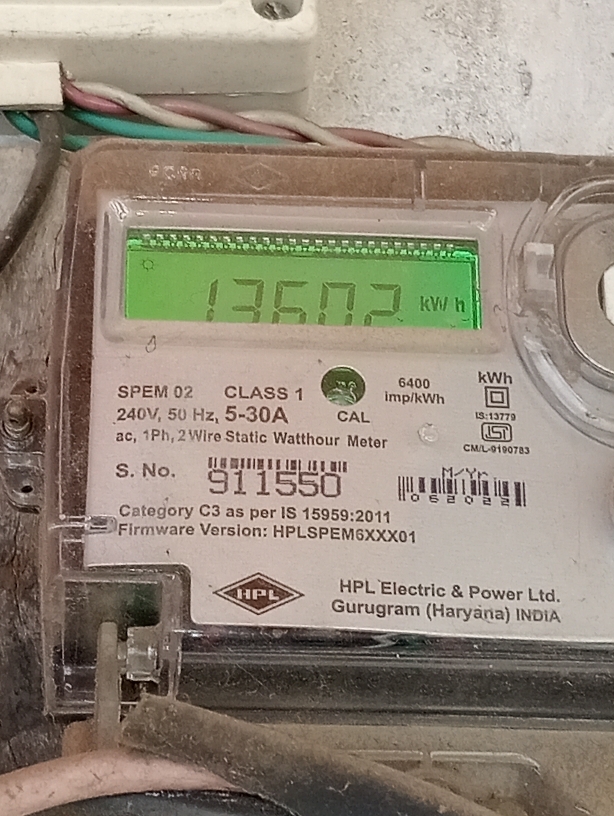 13602 kWh
SPEM 02 CLASS 1
240V, 50 Hz, 5-30A
ac, 1Ph, 2 Wire Static Watthour Meter
CAL
6400
imp/kWh
kWh
IS:13779
ISI
CM/L-9190783
S. No. 911550
M/Yr
062022
Category C3 as per IS 15959:2011
Firmware Version: HPLSPEM6XXX01
HPL
HPL Electric & Power Ltd.
Gurugram (Haryana) INDIA